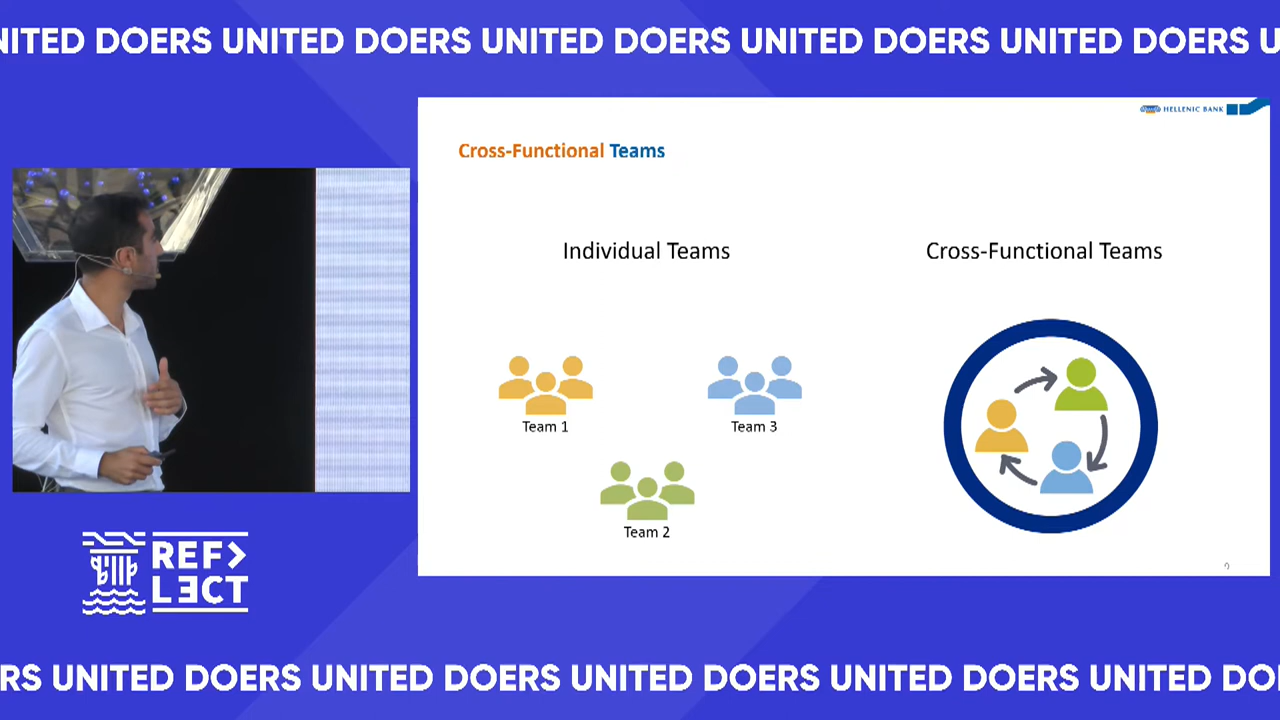 NITED DOERS UNITED DOERS UNITED DOERS UNITED DOERS UNITED DOERS U
HELLENIC BANK
Cross-Functional Teams
Individual Teams
Cross-Functional Teams
Team 1
Team 3
Team 2
9
REF>
LECT
RS UNITED DOERS UNITED DOERS UNITED DOERS UNITED DOERS UNITED DO